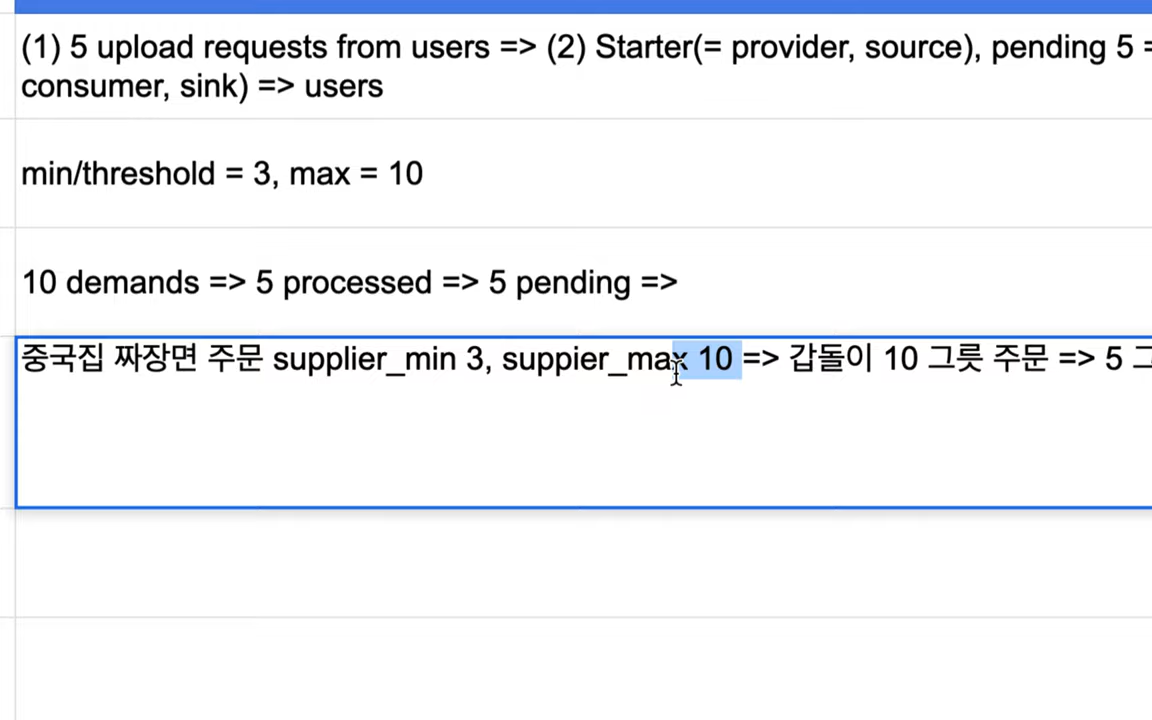 (1) 5 upload requests from users => (2) Starter(= provider, source), pending 5 =
consumer, sink) => users
min/threshold = 3, max = 10
10 demands => 5 processed => 5 pending =>
중국집 짜장면 주문 supplier_min 3, suppier_max 10 => 갑돌이 10 그릇 주문 => 5 그